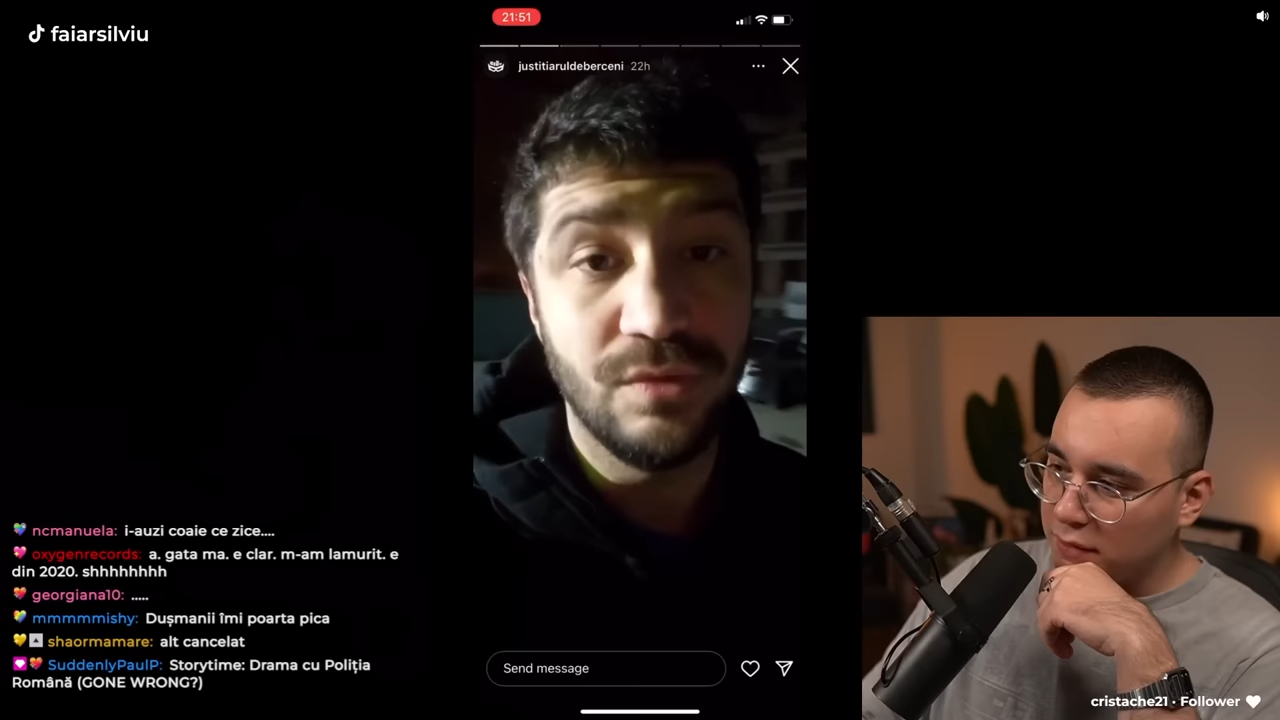 faiarsilviu
21:51
justitiaruldeberceni 22h
ncmanuela: i-auzi coaie ce zice....
oxygenrecords: a. gata ma. e clar. m-am lamurit. e
din 2020. shhhhhhhh
georgiana10: .....
mmmmmishy: Dușmanii îmi poarta pica
shaormamare: alt cancelat
SuddenlyPaulP: Storytime: Drama cu Poliția
Română (GONE WRONG?)
Send message
cristache21 · Follower